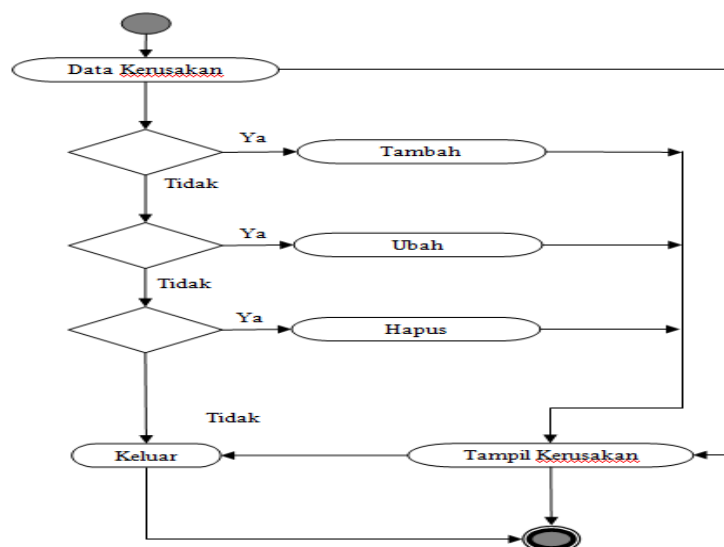 Data Kerusakan
Ya
Tambah
Tidak
Ya
Ubah
Tidak
Ya
Hapus
Tidak
Keluar
Tampil Kerusakan